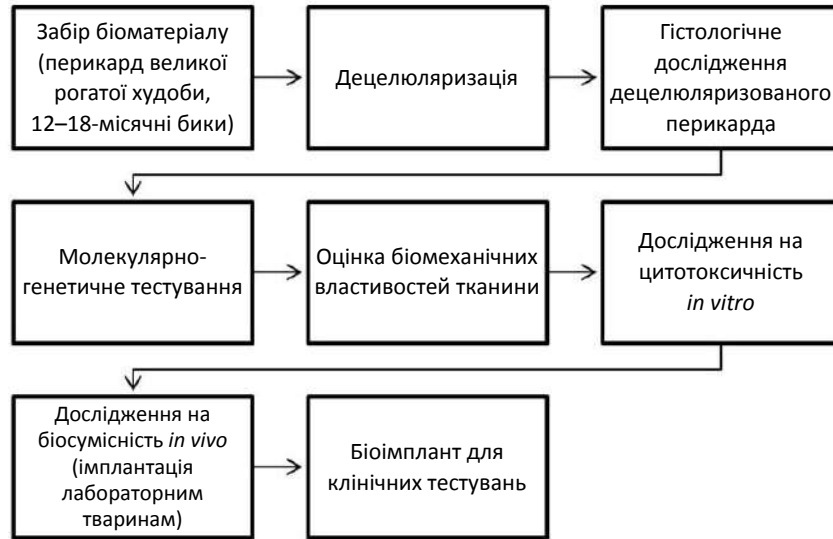 Забір біоматеріалу
(перикард великої
рогатої худоби,
12–18-місячні бики)
Децелюляризація
Гістологічне
дослідження
децелюляризованого
перикарда
Молекулярно-
генетичне тестування
Оцінка біомеханічних
властивостей тканини
Дослідження на
цитотоксичність
in vitro
Дослідження на
біосумісність in vivo
(імплантація
лабораторним
тваринам)
Біоімплант для
клінічних тестувань